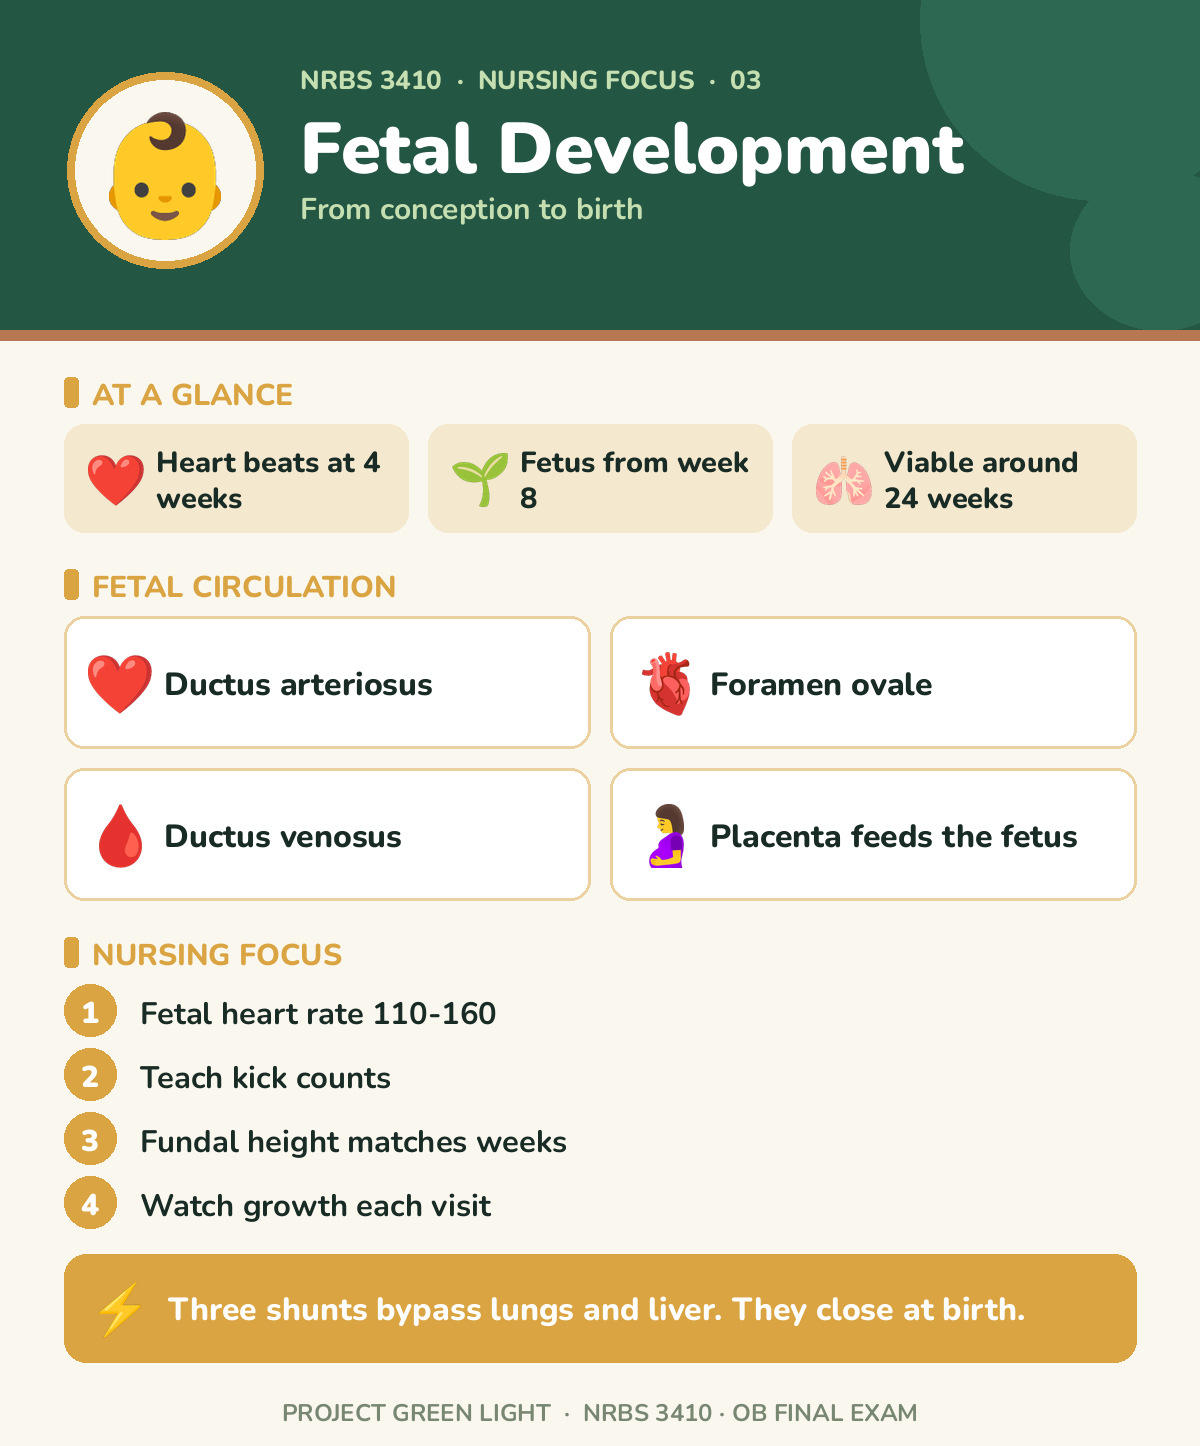 NRBS 3410 · NURSING FOCUS · 03
Fetal Development
From conception to birth
AT A GLANCE
Heart beats at 4
weeks
Fetus from week
8
Viable around
24 weeks
FETAL CIRCULATION
Ductus arteriosus
Foramen ovale
Ductus venosus
Placenta feeds the fetus
NURSING FOCUS
1 Fetal heart rate 110-160
2 Teach kick counts
3 Fundal height matches weeks
4 Watch growth each visit
Three shunts bypass lungs and liver. They close at birth.
PROJECT GREEN LIGHT · NRBS 3410 · OB FINAL EXAM